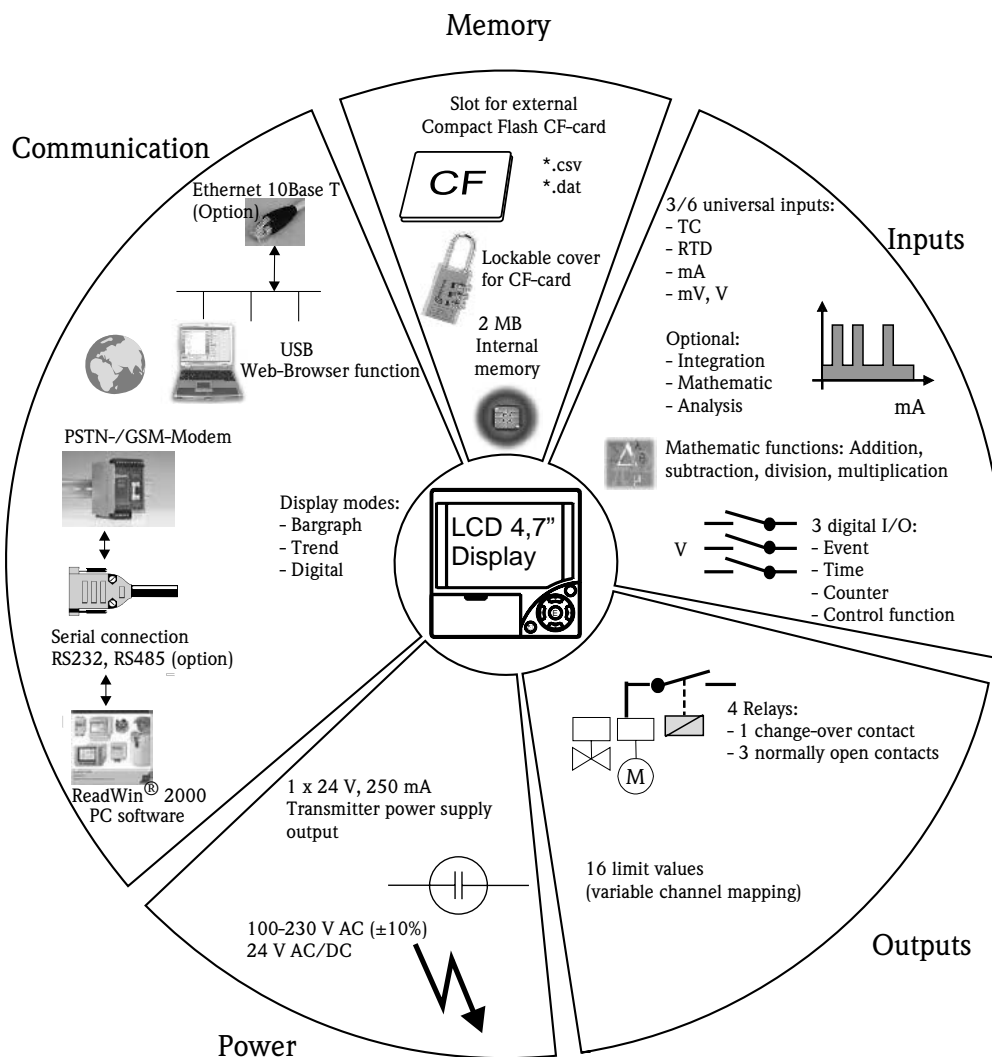 Memory
Slot for external
Compact Flash CF-card
CF
*.csv
*.dat
Lockable cover
for CF-card
2 MB
Internal
memory
Communication
Ethernet 10Base T
(Option)
USB
Web-Browser function
PSTN-/GSM-Modem
Serial connection
RS232, RS485 (option)
ReadWin® 2000
PC software
Display modes:
- Bargraph
- Trend
- Digital
LCD 4,7”
Display
E
Inputs
3/6 universal inputs:
- TC
- RTD
- mA
- mV, V
Optional:
- Integration
- Mathematic
- Analysis
mA
Mathematic functions: Addition,
subtraction, division, multiplication
V
3 digital I/O:
- Event
- Time
- Counter
- Control function
4 Relays:
- 1 change-over contact
- 3 normally open contacts
M
16 limit values
(variable channel mapping)
Outputs
1 x 24 V, 250 mA
Transmitter power supply
output
100-230 V AC (±10%)
24 V AC/DC
Power